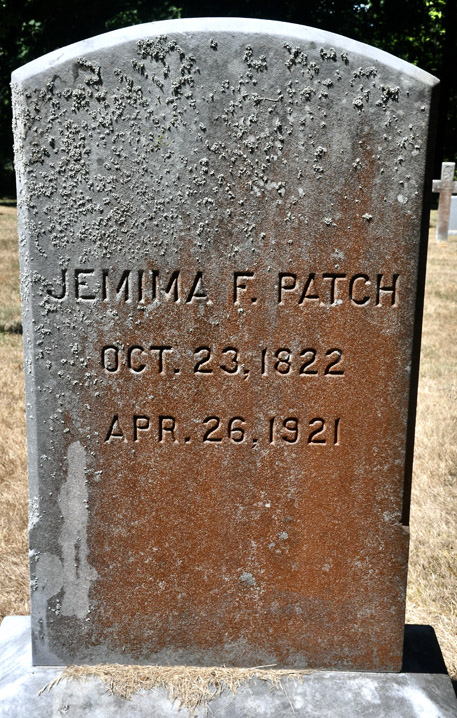 JEMIMA F. PATCH
OCT. 23, 1822
APR. 26, 1921